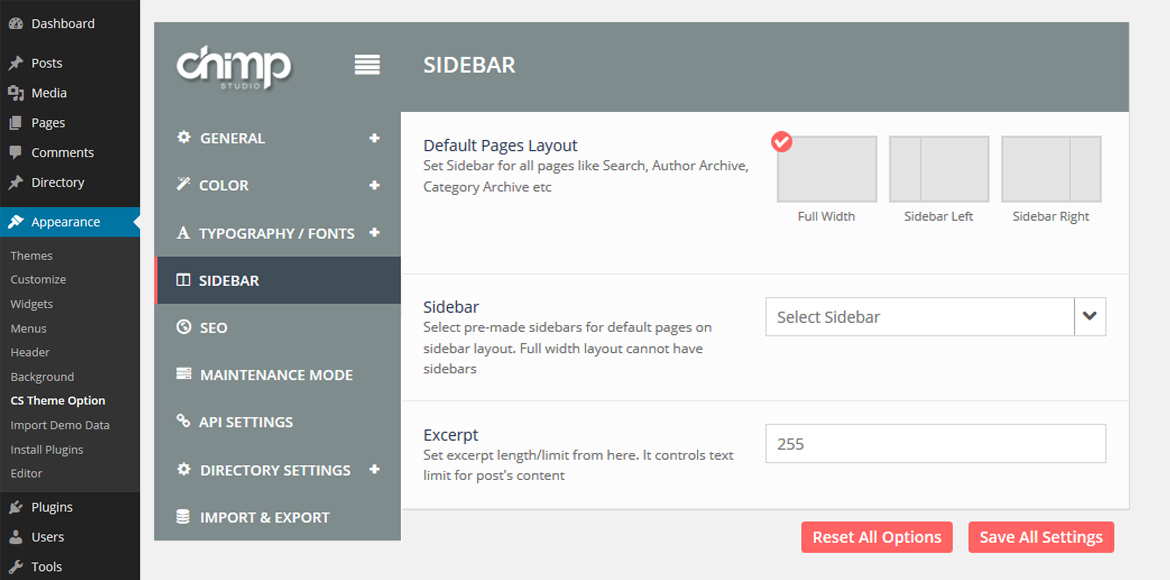 Dashboard
Posts
Media
Pages
Comments
Directory
Appearance
Themes
Customize
Widgets
Menus
Header
Background
CS Theme Option
Import Demo Data
Install Plugins
Editor
Plugins
Users
Tools
chimp
STUDIO
GENERAL
COLOR
TYPOGRAPHY / FONTS
SIDEBAR
SEO
MAINTENANCE MODE
API SETTINGS
DIRECTORY SETTINGS
IMPORT & EXPORT
SIDEBAR
Default Pages Layout
Set Sidebar for all pages like Search, Author Archive,
Category Archive etc
Full Width
Sidebar Left
Sidebar Right
Sidebar
Select pre-made sidebars for default pages on
sidebar layout. Full width layout cannot have
sidebars
Select Sidebar
Excerpt
Set excerpt length/limit from here. It controls text
limit for post's content
255
Reset All Options
Save All Settings